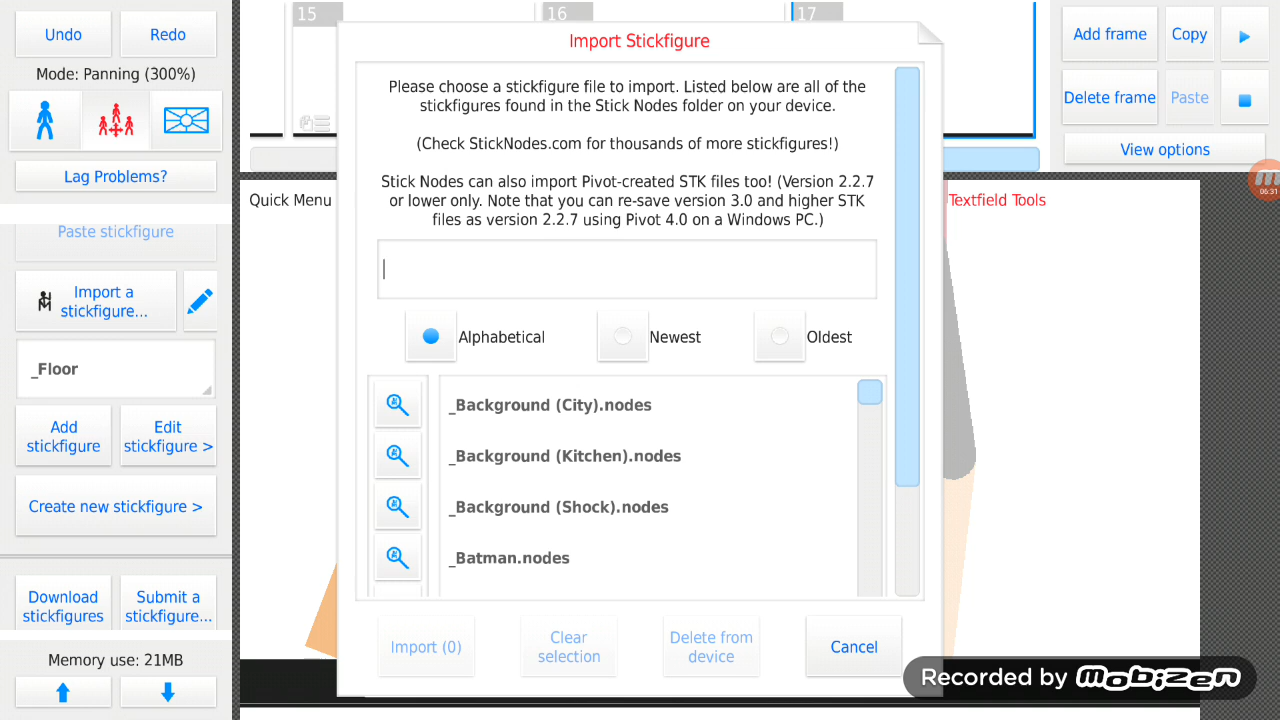 Undo
Redo
Mode: Panning (300%)
Lag Problems?
Paste stickfigure
Import a
stickfigure...
_Floor
Add
stickfigure
Edit
stickfigure >
Create new stickfigure >
Download
stickfigures
Submit a
stickfigure...
Memory use: 21MB
15
16
17
Quick Menu
Import Stickfigure
Please choose a stickfigure file to import. Listed below are all of the
stickfigures found in the Stick Nodes folder on your device.
(Check StickNodes.com for thousands of more stickfigures!)
Stick Nodes can also import Pivot-created STK files too! (Version 2.2.7
or lower only. Note that you can re-save version 3.0 and higher STK
files as version 2.2.7 using Pivot 4.0 on a Windows PC.)
Alphabetical
Newest
Oldest
_Background (City).nodes
_Background (Kitchen).nodes
_Background (Shock).nodes
_Batman.nodes
Import (0)
Clear
selection
Delete from
device
Cancel
Add frame
Copy
Delete frame
Paste
View options
06:31
Textfield Tools
Recorded by Mobizen